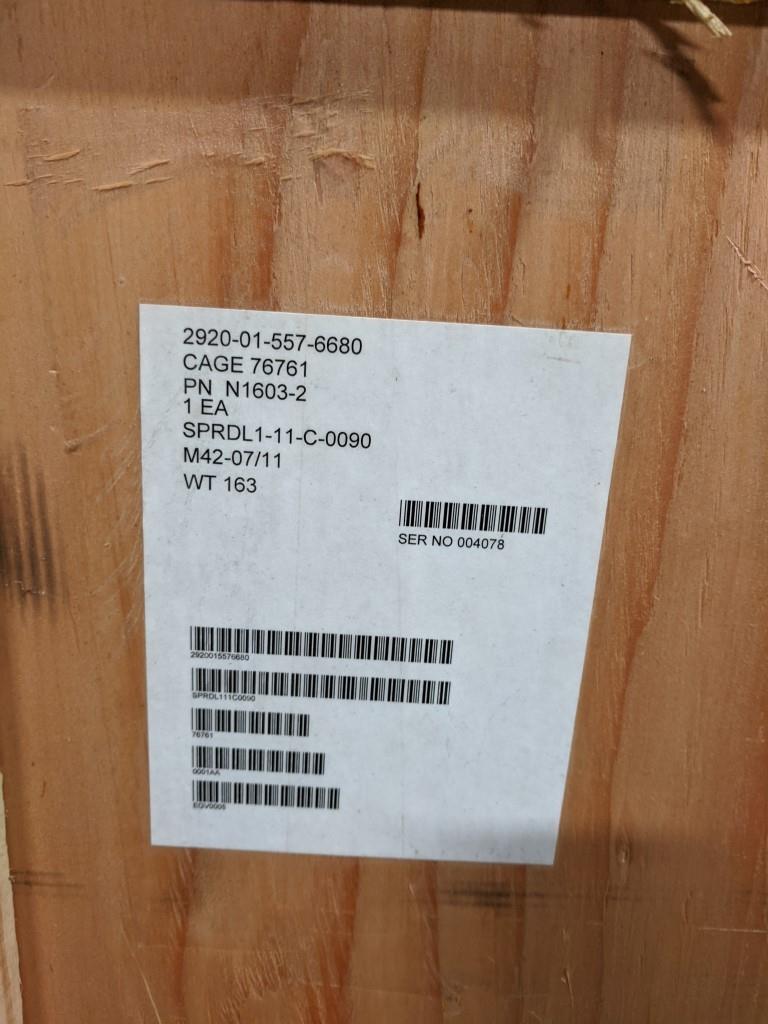 2920-01-557-6680
CAGE 76761
PN N1603-2
1 EA
SPRDL1-11-C-0090
M42-07/11
WT 163
SER NO 004078
2920015576680
SPRDL111C0090
76761
0001AA
EGV0005